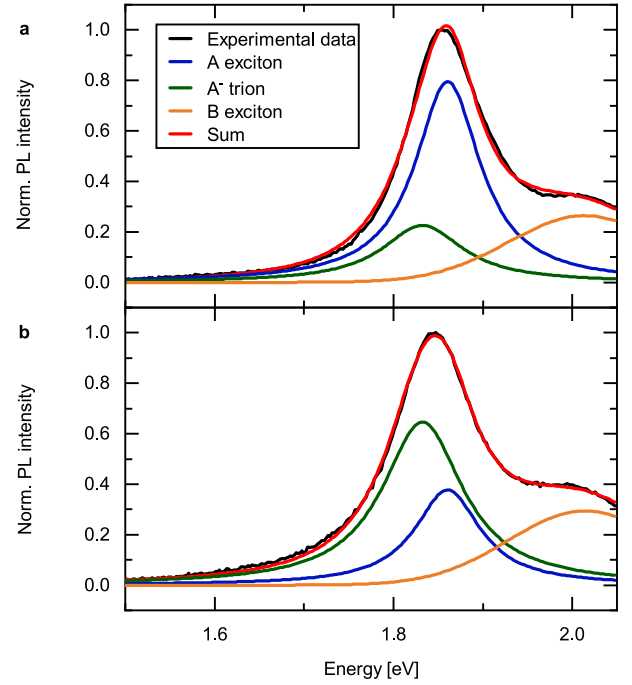 a
Experimental data
A exciton
A⁻ trion
B exciton
Sum
Norm. PL intensity
1.0
0.8
0.6
0.4
0.2
0.0
b
Norm. PL intensity
1.0
0.8
0.6
0.4
0.2
0.0
1.6 1.8 2.0
Energy [eV]